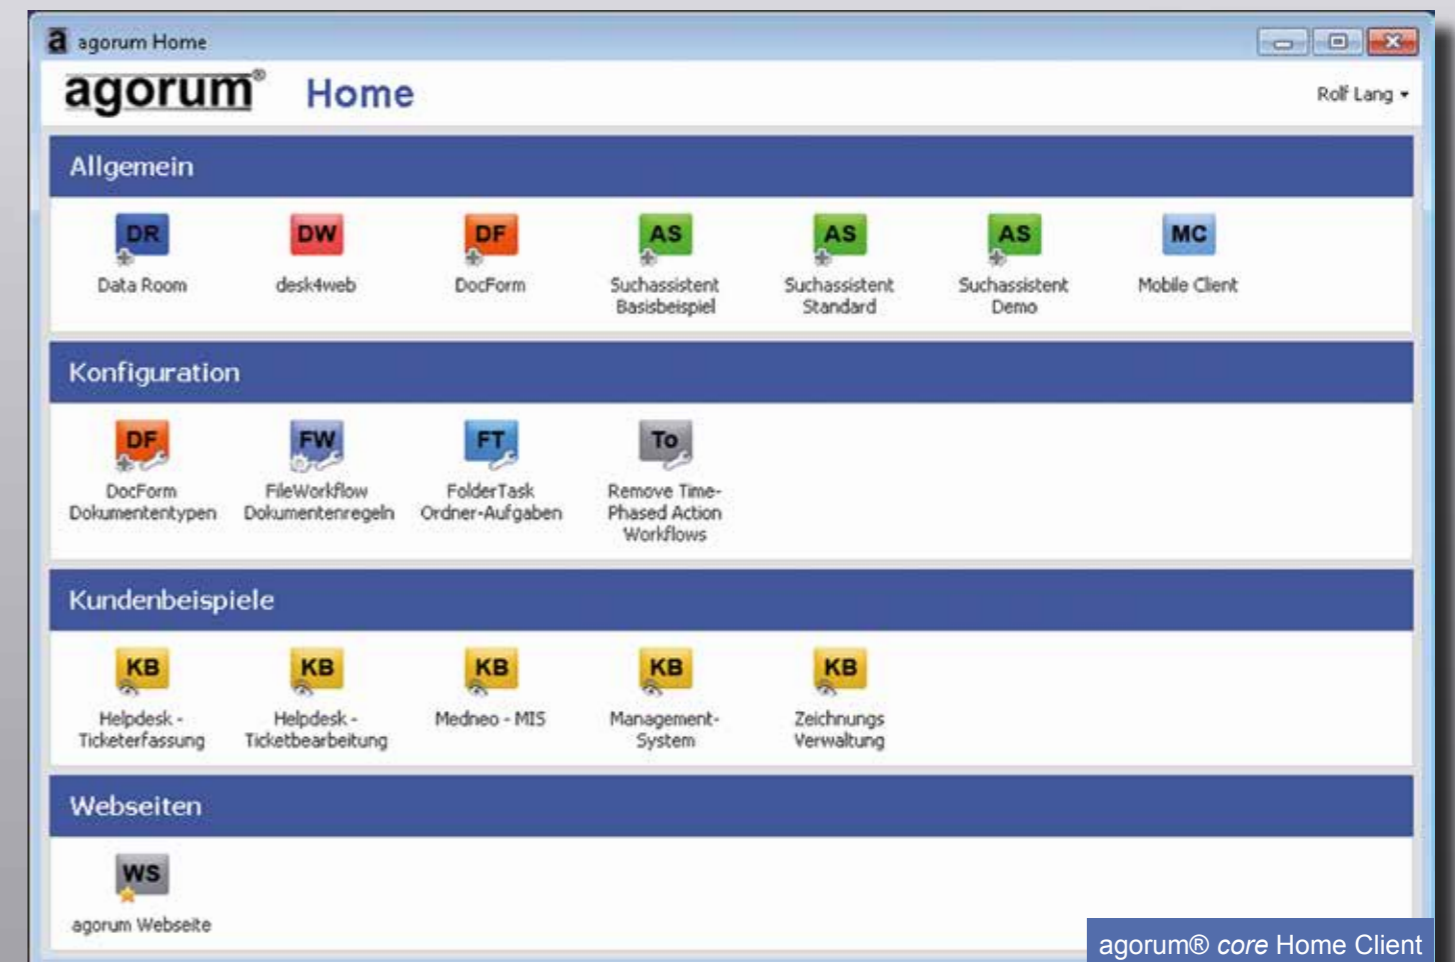 a agorum Home
agorum® Home
Rolf Lang
Allgemein
DR DW DF AS AS AS MC
Data Room desk4web DocForm Suchassistent Suchassistent Suchassistent Mobile Client
Basisbeispiel Standard Demo
Konfiguration
DF FW FT To
DocForm FileWorkflow FolderTask Remove Time-
Dokumententypen Dokumentenregeln Ordner-Aufgaben Phased Action
Workflows
Kundenbeispiele
KB KB KB KB KB
Helpdesk - Helpdesk - Medneo - MIS Management- Zeichnungs
Ticketerfassung Ticketbearbeitung System Verwaltung
Webseiten
WS
agorum Webseite
agorum® core Home Client